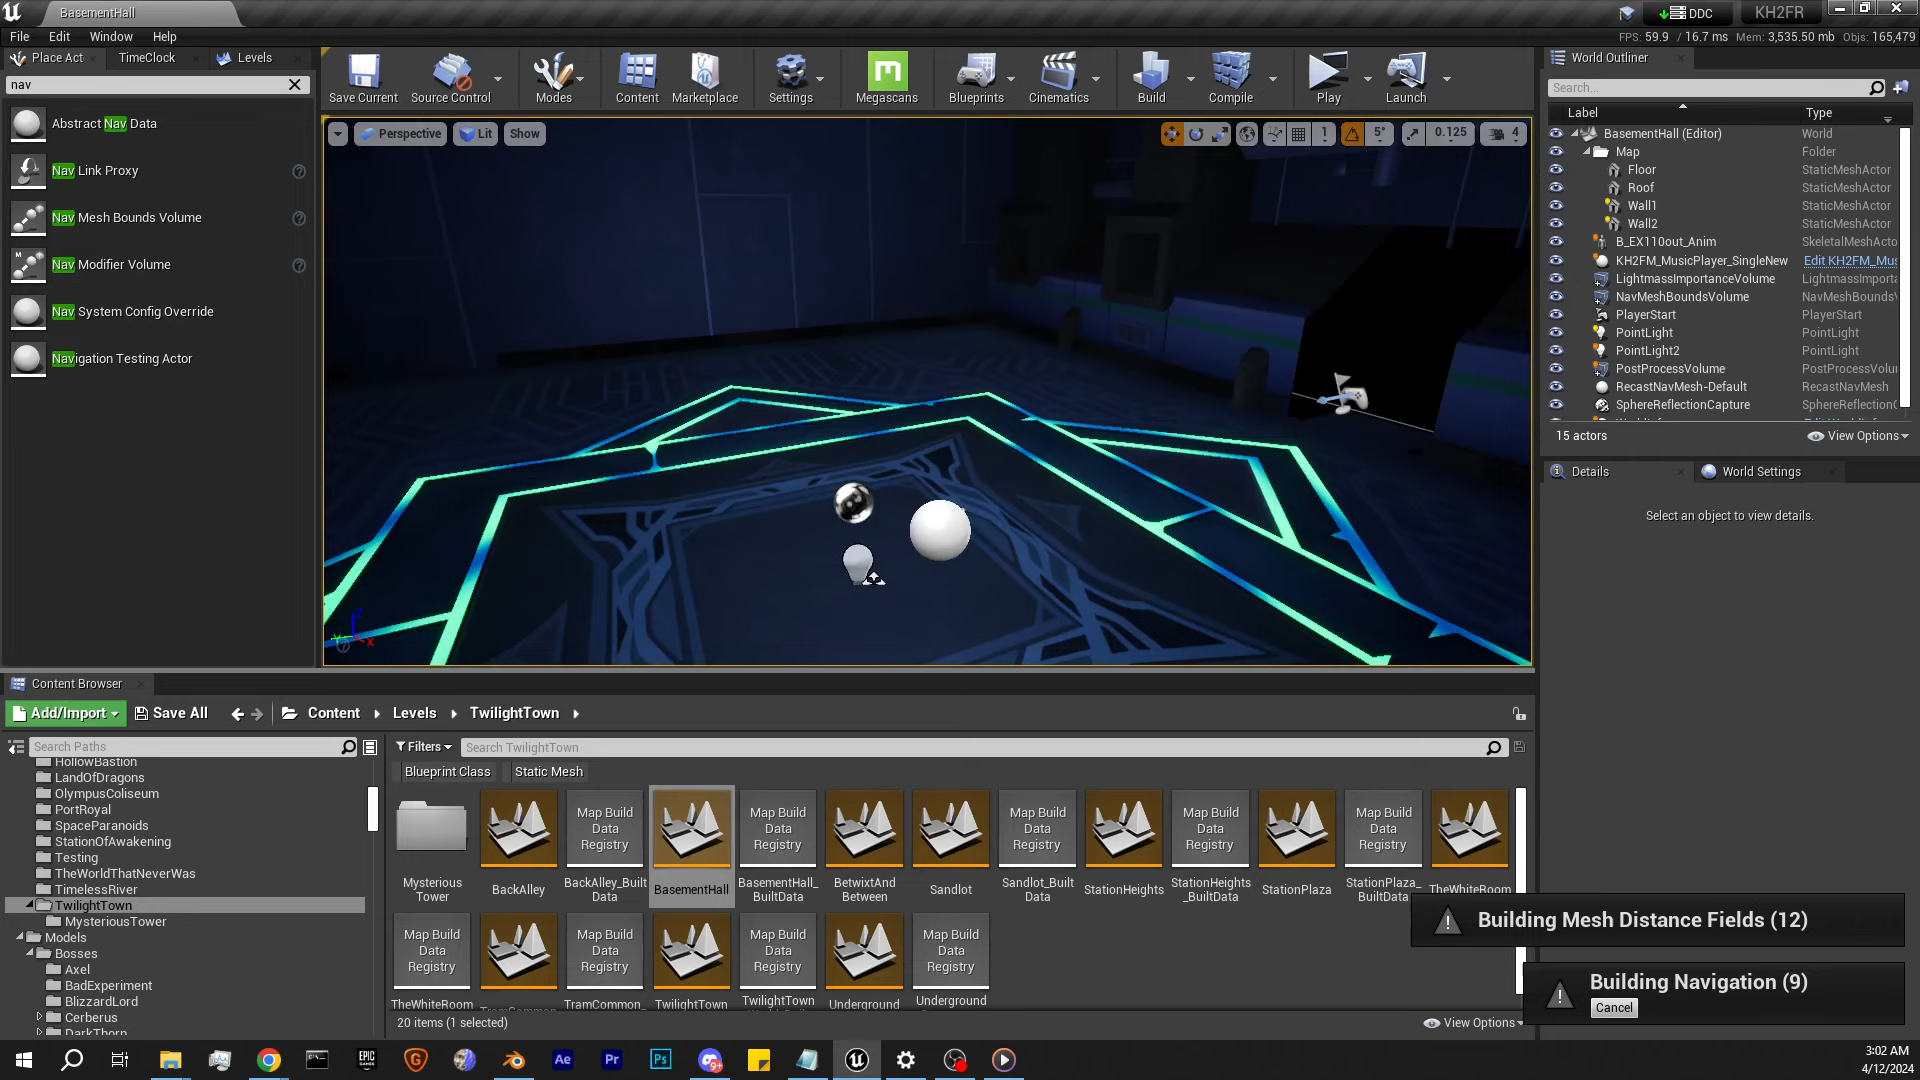 BasementHall
DDC
KH2FR
File Edit Window Help
FPS: 59.9 / 16.7 ms Mem: 3,535.50 mb Objs: 165,479
Place Act
TimeClock
Levels
nav
Abstract Nav Data
Nav Link Proxy
Nav Mesh Bounds Volume
Nav Modifier Volume
Nav System Config Override
Navigation Testing Actor
Save Current
Source Control
Modes
Content
Marketplace
Settings
Megascans
Blueprints
Cinematics
Build
Compile
Play
Launch
Perspective
Lit
Show
1
5°
0.125
4
World Outliner
Search...
Label Type
BasementHall (Editor) World
Map Folder
Floor StaticMeshActor
Roof StaticMeshActor
Wall1 StaticMeshActor
Wall2 StaticMeshActor
B_EX110out_Anim SkeletalMeshActo
KH2FM_MusicPlayer_SingleNew Edit KH2FM_Mus
LightmassImportanceVolume LightmassImporta
NavMeshBoundsVolume NavMeshBoundsV
PlayerStart PlayerStart
PointLight PointLight
PointLight2 PointLight
PostProcessVolume PostProcessVolu
RecastNavMesh-Default RecastNavMesh
SphereReflectionCapture SphereReflectionC
15 actors
View Options
Details
World Settings
Select an object to view details.
Content Browser
Add/Import
Save All
Content
Levels
TwilightTown
Search Paths
HollowBastion
LandOfDragons
OlympusColiseum
PortRoyal
SpaceParanoids
StationOfAwakening
Testing
TheWorldThatNeverWas
TimelessRiver
TwilightTown
MysteriousTower
Models
Bosses
Axel
BadExperiment
BlizzardLord
Cerberus
DarkThorn
Filters
Search TwilightTown
Blueprint Class
Static Mesh
Map Build Data Registry
Map Build Data Registry
Map Build Data Registry
Map Build Data Registry
Map Build Data Registry
Mysterious Tower
BackAlley
BackAlley_Built Data
BasementHall
BasementHall_ BuiltData
BetwixtAnd Between
Sandlot
Sandlot_Built Data
StationHeights
StationHeights _BuiltData
StationPlaza
StationPlaza_ BuiltData
TheWhiteRoom
Map Build Data Registry
Map Build Data Registry
Map Build Data Registry
Map Build Data Registry
TheWhiteRoom
TramCommon
TramCommon_
TwilightTown
TwilightTown
Underground
Underground
20 items (1 selected)
View Options
Building Mesh Distance Fields (12)
Building Navigation (9)
Cancel
EPIC GAMES
Ae
Pr
Ps
9+
3:02 AM
4/12/2024